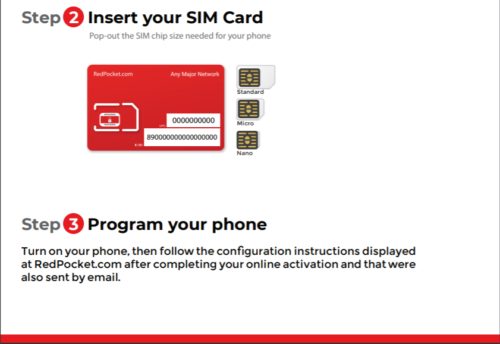 Step 2 Insert your SIM Card
Pop-out the SIM chip size needed for your phone
RedPocket.com Any Major Network
Standard
0000000000
Micro
89000000000000000000
Nano
Step 3 Program your phone
Turn on your phone, then follow the configuration instructions displayed
at RedPocket.com after completing your online activation and that were
also sent by email.